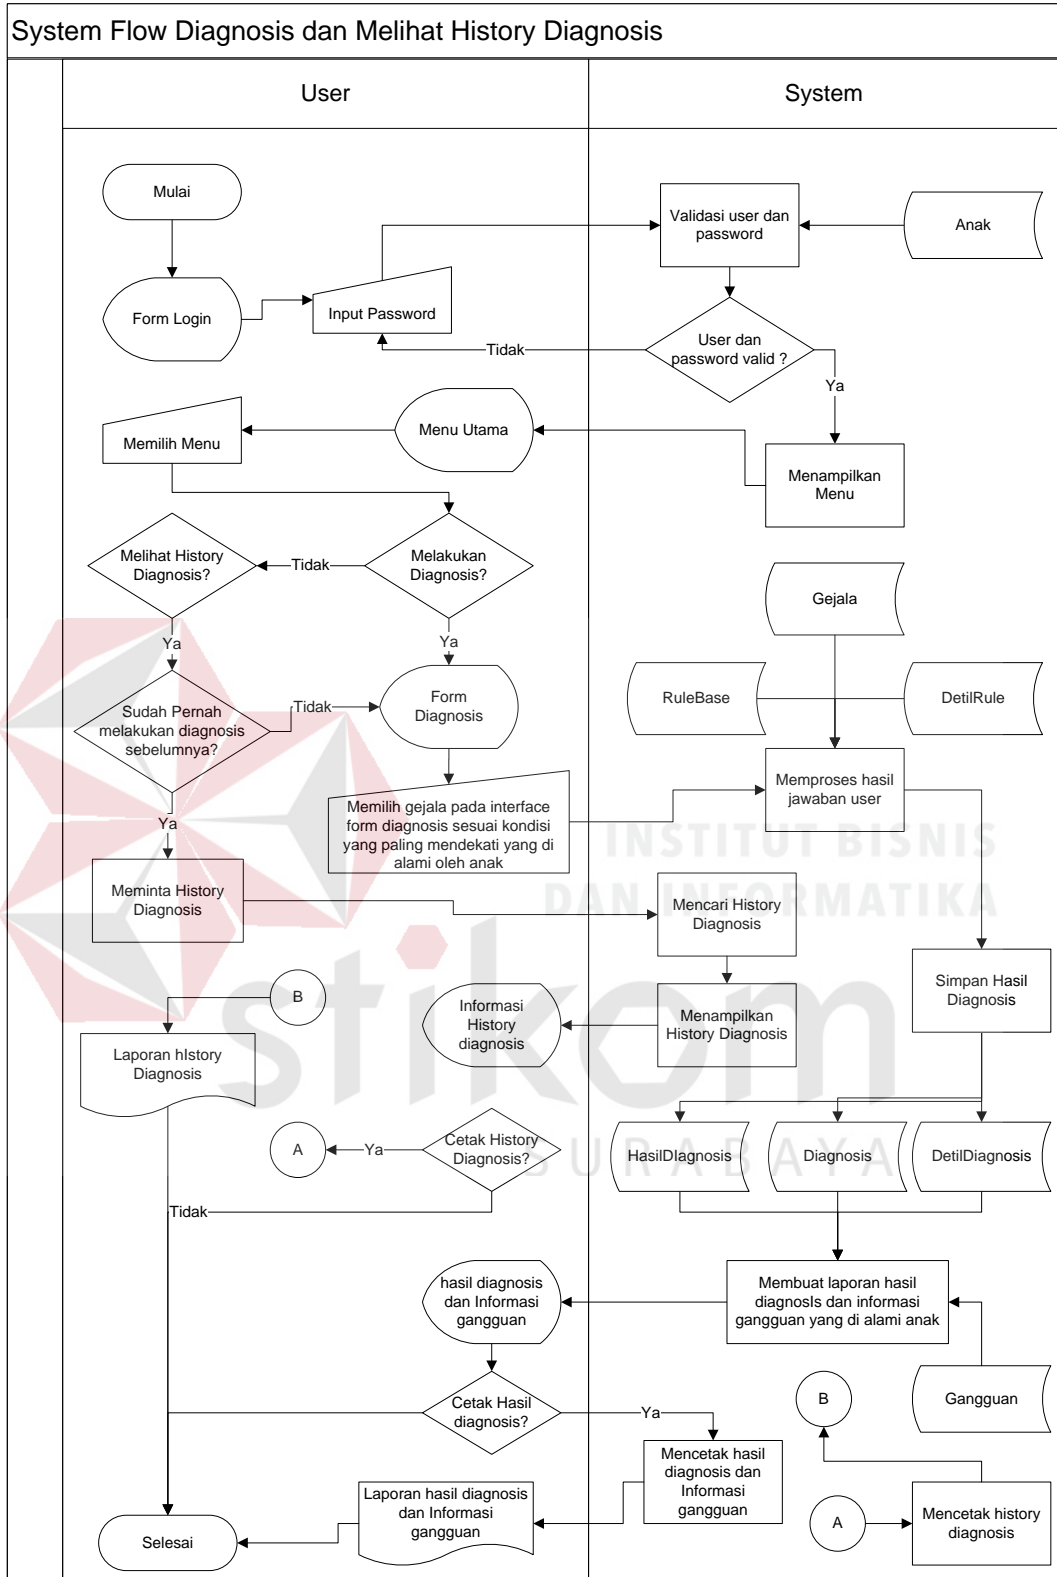 System Flow Diagnosis dan Melihat History Diagnosis
User
System
Mulai
Validasi user dan
password
Anak
Form Login
Input Password
User dan
password valid ?
Tidak
Ya
Memilih Menu
Menu Utama
Menampilkan
Menu
Melihat History
Diagnosis?
Tidak
Melakukan
Diagnosis?
Gejala
Ya
Ya
RuleBase
DetilRule
Sudah Pernah
melakukan diagnosis
sebelumnya?
Tidak
Form
Diagnosis
Memproses hasil
jawaban user
Memilih gejala pada interface
form diagnosis sesuai kondisi
yang paling mendekati yang di
alami oleh anak
Ya
INSTITUT BISNIS
DAN INFORMATIKA
Meminta History
Diagnosis
Mencari History
Diagnosis
Simpan Hasil
Diagnosis
B
Informasi
History
diagnosis
Menampilkan
History Diagnosis
Laporan hIstory
Diagnosis
stikom
A
Ya
Cetak History
Diagnosis?
SURABAYA
HasilDIagnosis
Diagnosis
DetilDiagnosis
Tidak
hasil diagnosis
dan Informasi
gangguan
Membuat laporan hasil
diagnosIs dan informasi
gangguan yang di alami anak
Cetak Hasil
diagnosis?
Ya
B
Gangguan
Mencetak hasil
diagnosis dan
Informasi
gangguan
Laporan hasil diagnosis
dan Informasi
gangguan
A
Mencetak history
diagnosis
Selesai